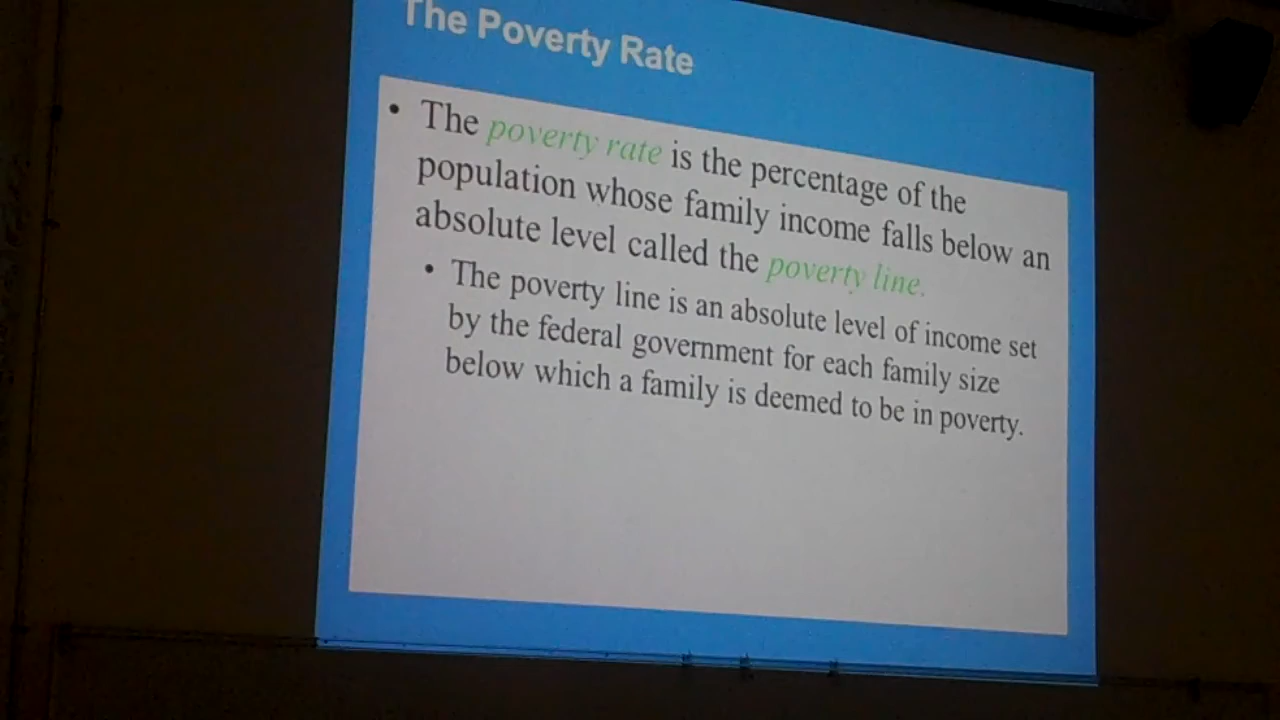 The Poverty Rate
• The poverty rate is the percentage of the
population whose family income falls below an
absolute level called the poverty line.
• The poverty line is an absolute level of income set
by the federal government for each family size
below which a family is deemed to be in poverty.